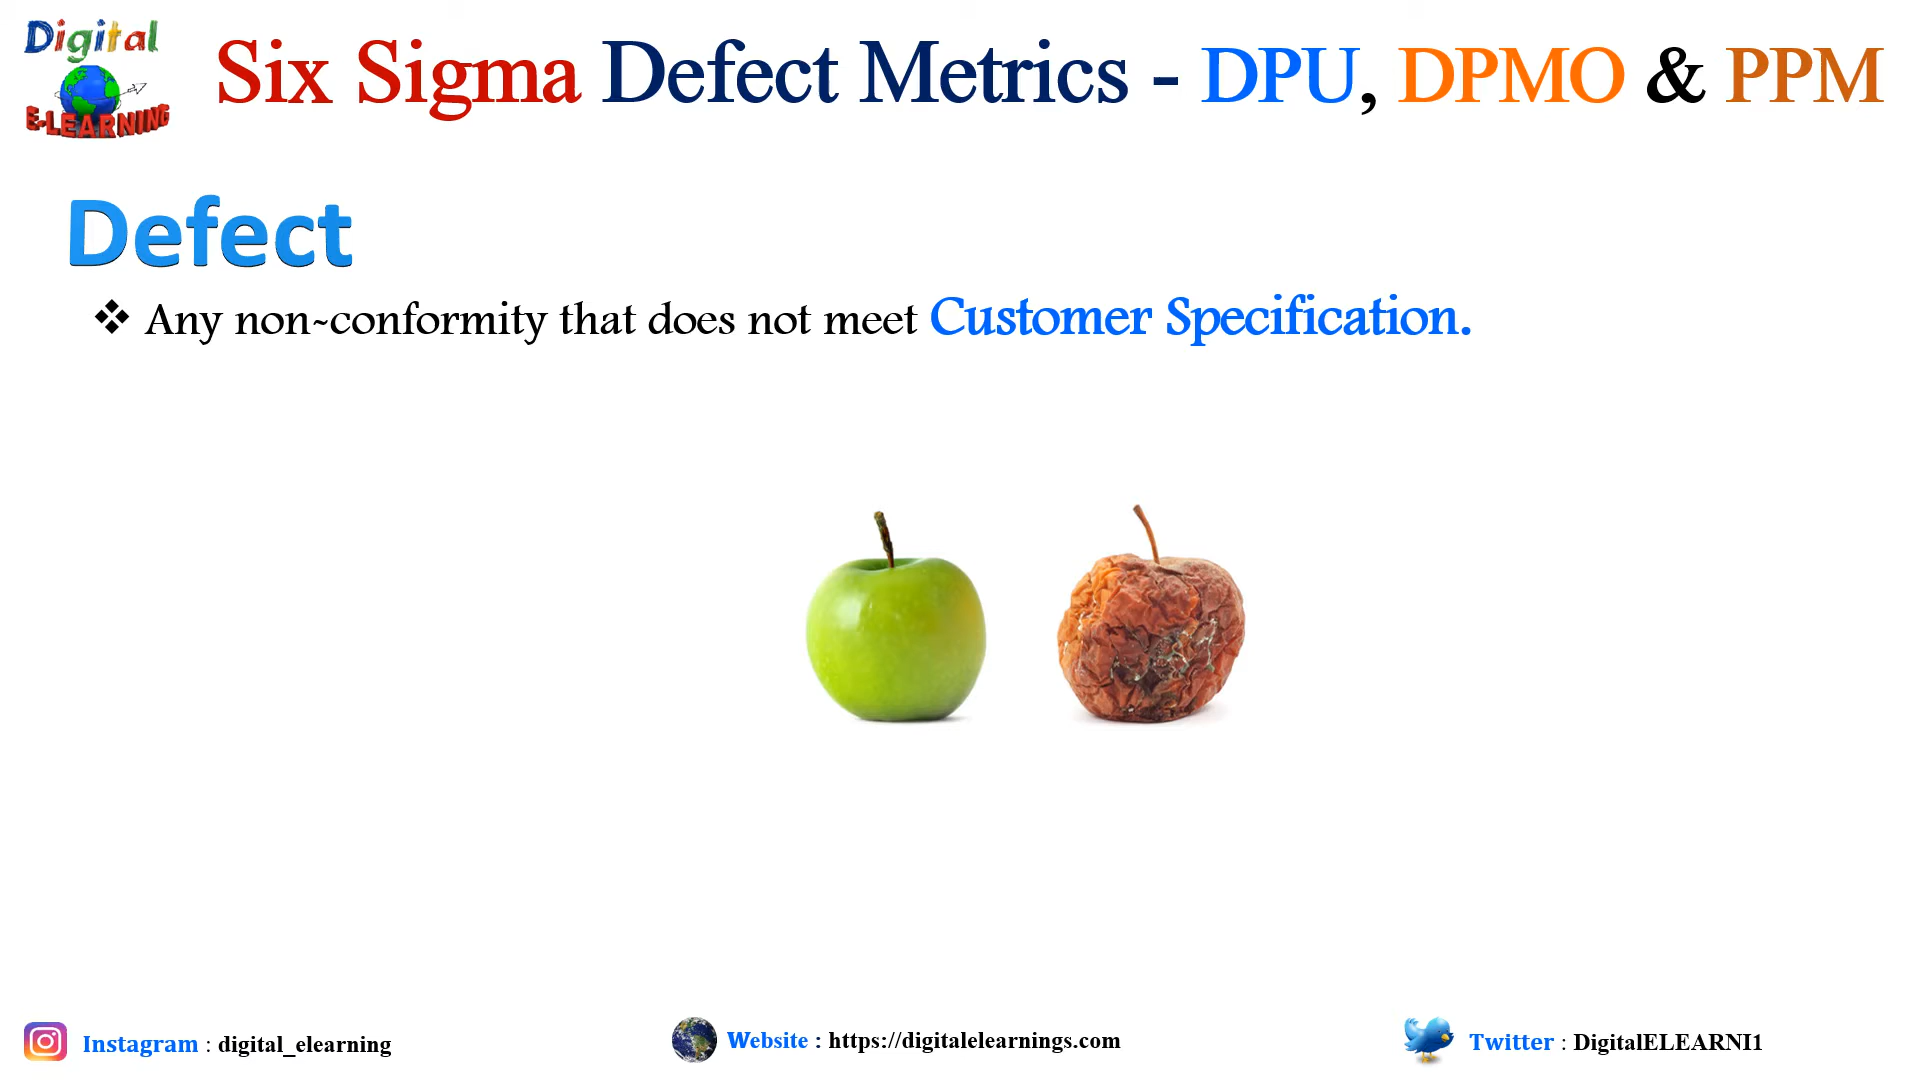 Digital
E-LEARNING
Six Sigma Defect Metrics - DPU, DPMO & PPM
Defect
❖ Any non-conformity that does not meet Customer Specification.
Instagram : digital_elearning
Website : https://digitalelearnings.com
Twitter : DigitalELEARNI1